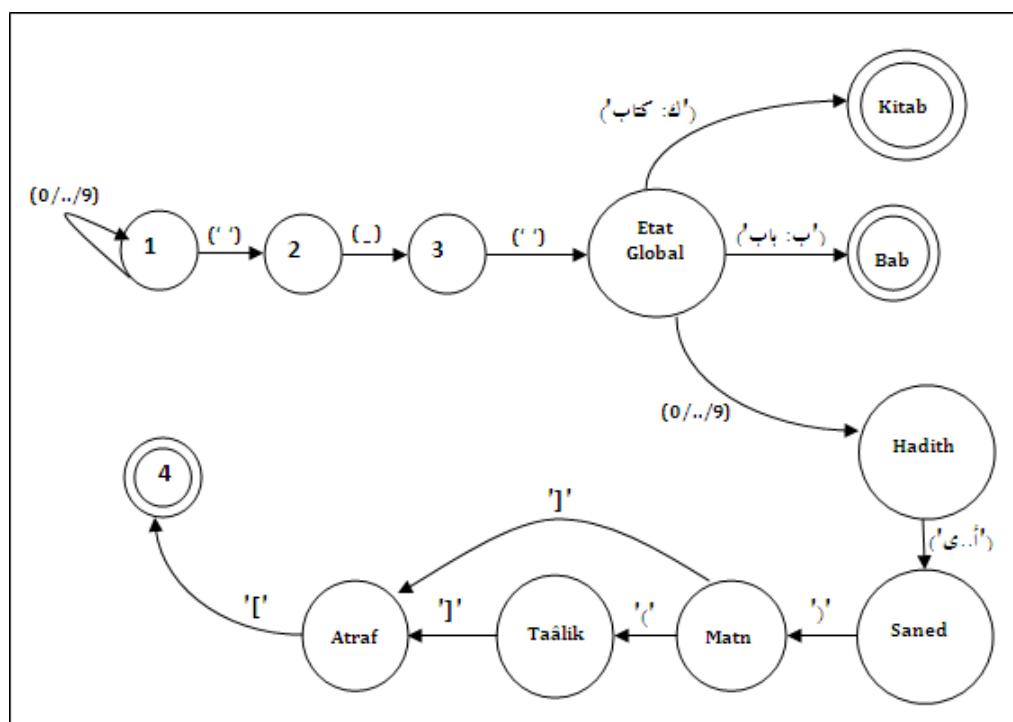 Kitab
('ك: كتاب')
(0/../9)
1
(‘ ‘)
2
(_)
3
(‘ ‘)
Etat
Global
('ب: باب')
Bab
(0/../9)
Hadith
('أ..ى')
Saned
')'
Matn
'('
Taâlik
']'
']'
Atraf
'['
4